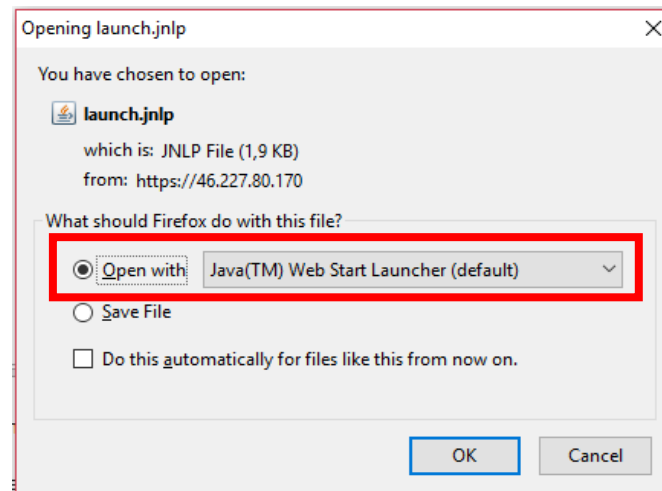 Opening launch.jnlp
You have chosen to open:
launch.jnlp
which is: JNLP File (1,9 KB)
from: https://46.227.80.170
What should Firefox do with this file?
Open with Java(TM) Web Start Launcher (default)
Save File
Do this automatically for files like this from now on.
OK Cancel